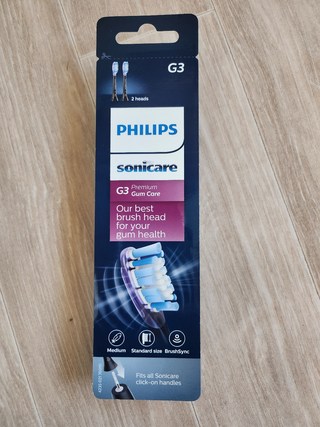 G3
2 heads
PHILIPS
sonicare
G3 Premium
Gum Care
Our best
brush head
for your
gum health
Medium
Standard size
BrushSync
Fits all Sonicare
click-on handles